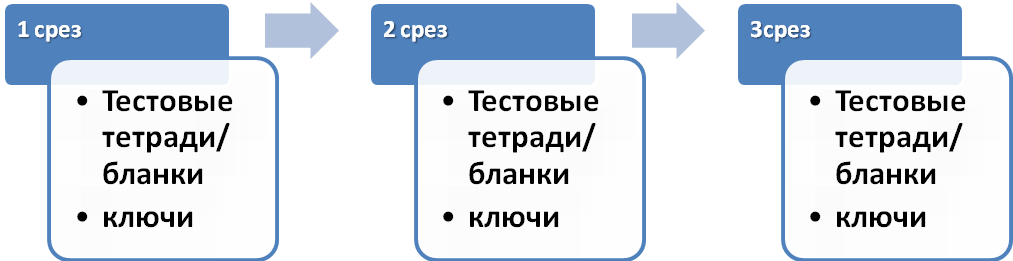 1 срез
• Тестовые
тетради/
бланки
• ключи
2 срез
• Тестовые
тетради/
бланки
• ключи
3срез
• Тестовые
тетради/
бланки
• ключи